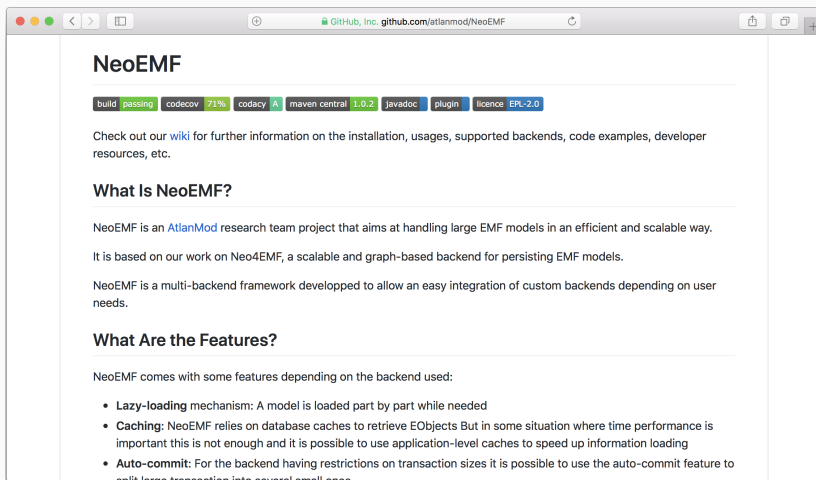 GitHub, Inc. github.com/atlanmod/NeoEMF
NeoEMF
build passing codecov 71% codacy A maven central 1.0.2 javadoc plugin licence EPL-2.0
Check out our wiki for further information on the installation, usages, supported backends, code examples, developer
resources, etc.
What Is NeoEMF?
NeoEMF is an AtlanMod research team project that aims at handling large EMF models in an efficient and scalable way.
It is based on our work on Neo4EMF, a scalable and graph-based backend for persisting EMF models.
NeoEMF is a multi-backend framework developped to allow an easy integration of custom backends depending on user
needs.
What Are the Features?
NeoEMF comes with some features depending on the backend used:
• Lazy-loading mechanism: A model is loaded part by part while needed
• Caching: NeoEMF relies on database caches to retrieve EObjects But in some situation where time performance is
important this is not enough and it is possible to use application-level caches to speed up information loading
• Auto-commit: For the backend having restrictions on transaction sizes it is possible to use the auto-commit feature to
split large transaction into several small ones